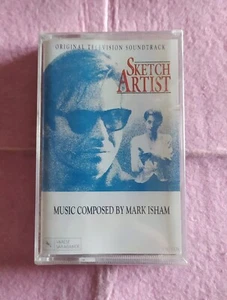 ORIGINAL TELEVISION SOUNDTRACK
SKETCH
ARTIST
MUSIC COMPOSED BY MARK ISHAM